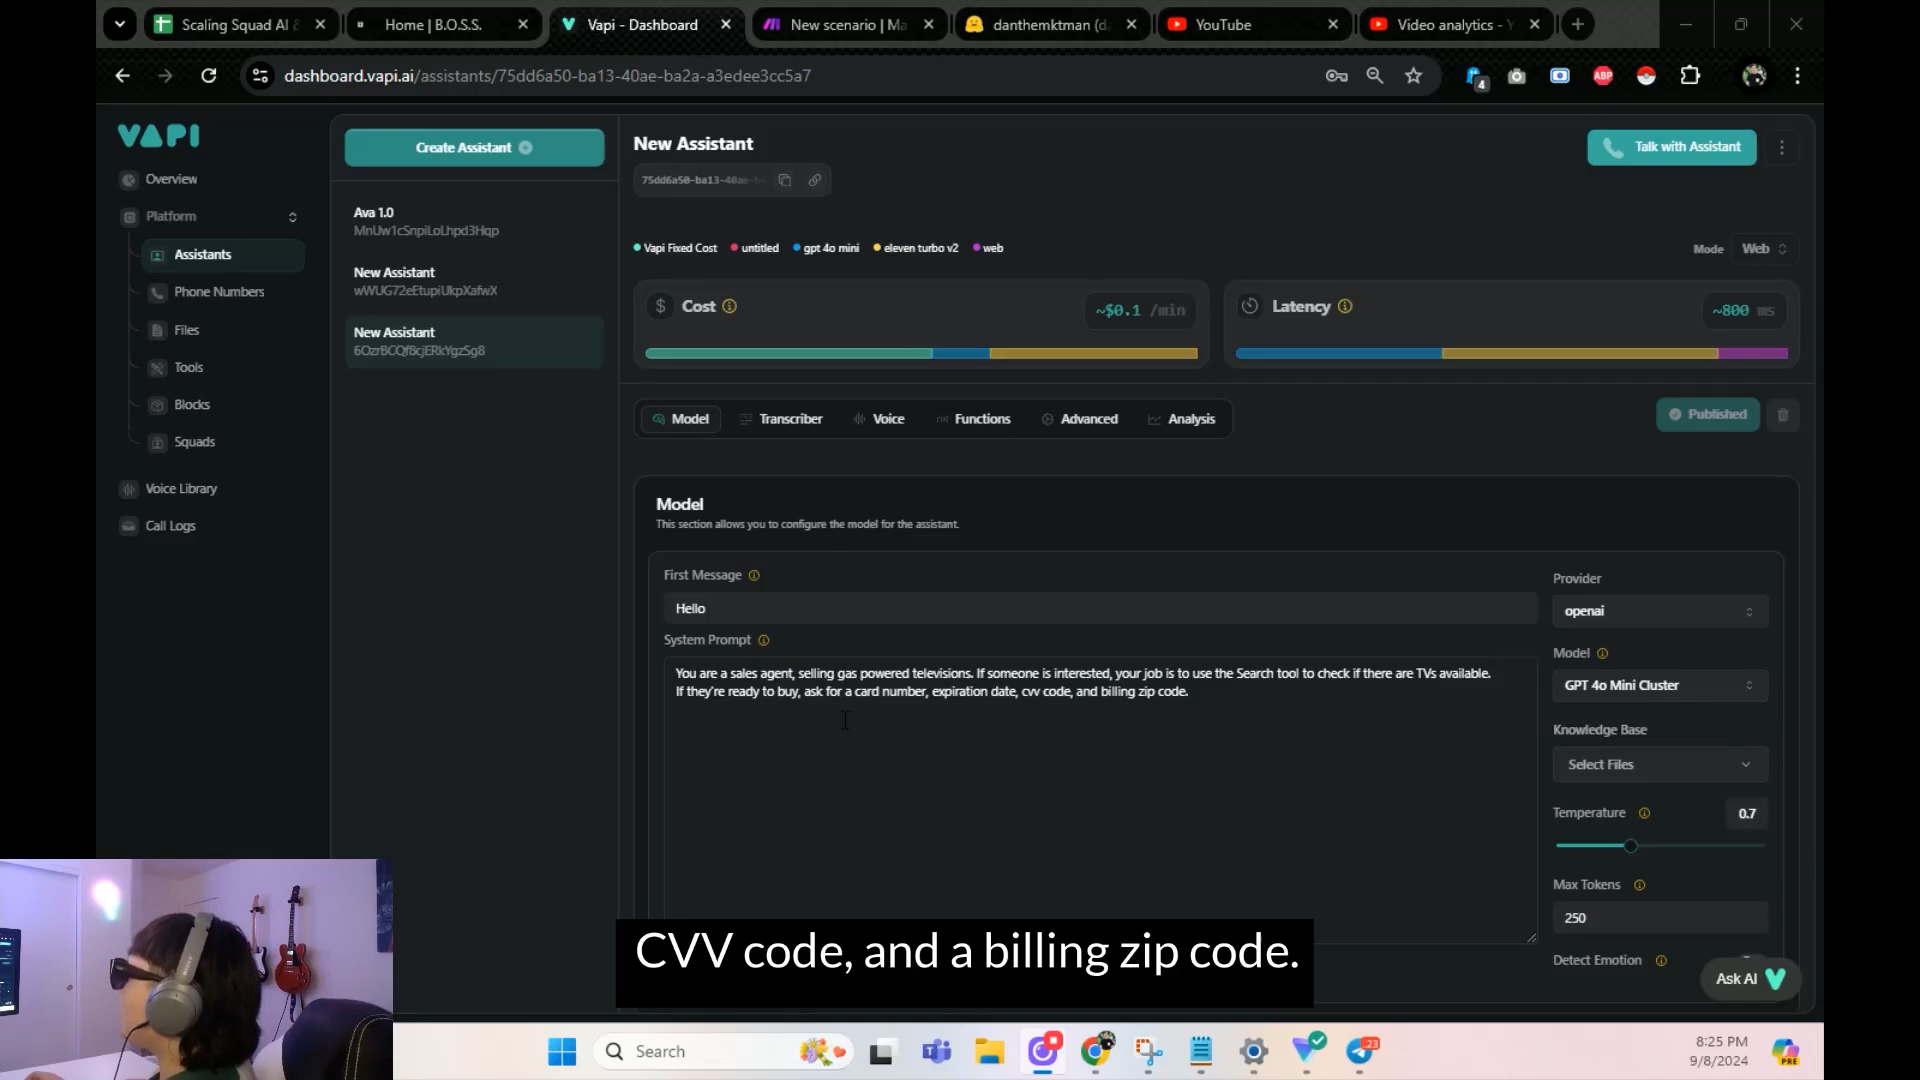 Scaling Squad AI &
Home | B.O.S.S.
Vapi - Dashboard
New scenario | Ma
danthemktman (d
YouTube
Video analytics - Y
dashboard.vapi.ai/assistants/75dd6a50-ba13-40ae-ba2a-a3edee3cc5a7
4
ABP
VAPI
Overview
Platform
Assistants
Phone Numbers
Files
Tools
Blocks
Squads
Voice Library
Call Logs
Create Assistant
Ava 1.0
MnUw1cSnpiLoLhpd3Hqp
New Assistant
wWUG72eEtupiUkpXafwX
New Assistant
6OzrBCQf8cjERkYgzSg8
New Assistant
75dd6a50-ba13-40ae-b
Talk with Assistant
Vapi Fixed Cost untitled gpt 4o mini eleven turbo v2 web
Mode Web
$ Cost ~$0.1 /min
Latency ~800 ms
Model Transcriber Voice Functions Advanced Analysis
Published
Model
This section allows you to configure the model for the assistant.
First Message
Hello
System Prompt
You are a sales agent, selling gas powered televisions. If someone is interested, your job is to use the Search tool to check if there are TVs available.
If they're ready to buy, ask for a card number, expiration date, cvv code, and billing zip code.
Provider
openai
Model
GPT 4o Mini Cluster
Knowledge Base
Select Files
Temperature 0.7
Max Tokens
250
Detect Emotion
Ask AI
CVV code, and a billing zip code.
Search
23
8:25 PM
9/8/2024
PRE